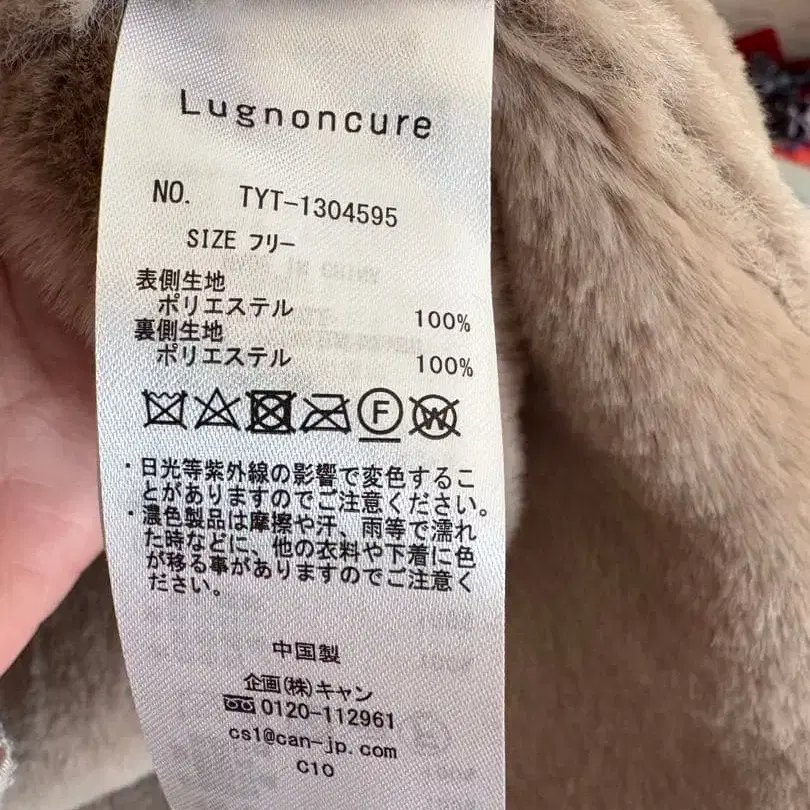 Lugnoncure
NO. TYT-1304595
SIZE フリー
表側生地
ポリエステル 100%
裏側生地
ポリエステル 100%
F W
・日光等紫外線の影響で変色するこ
とがありますのでご注意ください。
・濃色製品は摩擦や汗、雨等で濡れ
た時などに、他の衣料や下着に色
が移る事がありますのでご注意く
ださい。
中国製
企画(株)キャン
0120-112961
cs1@can-jp.com
C10